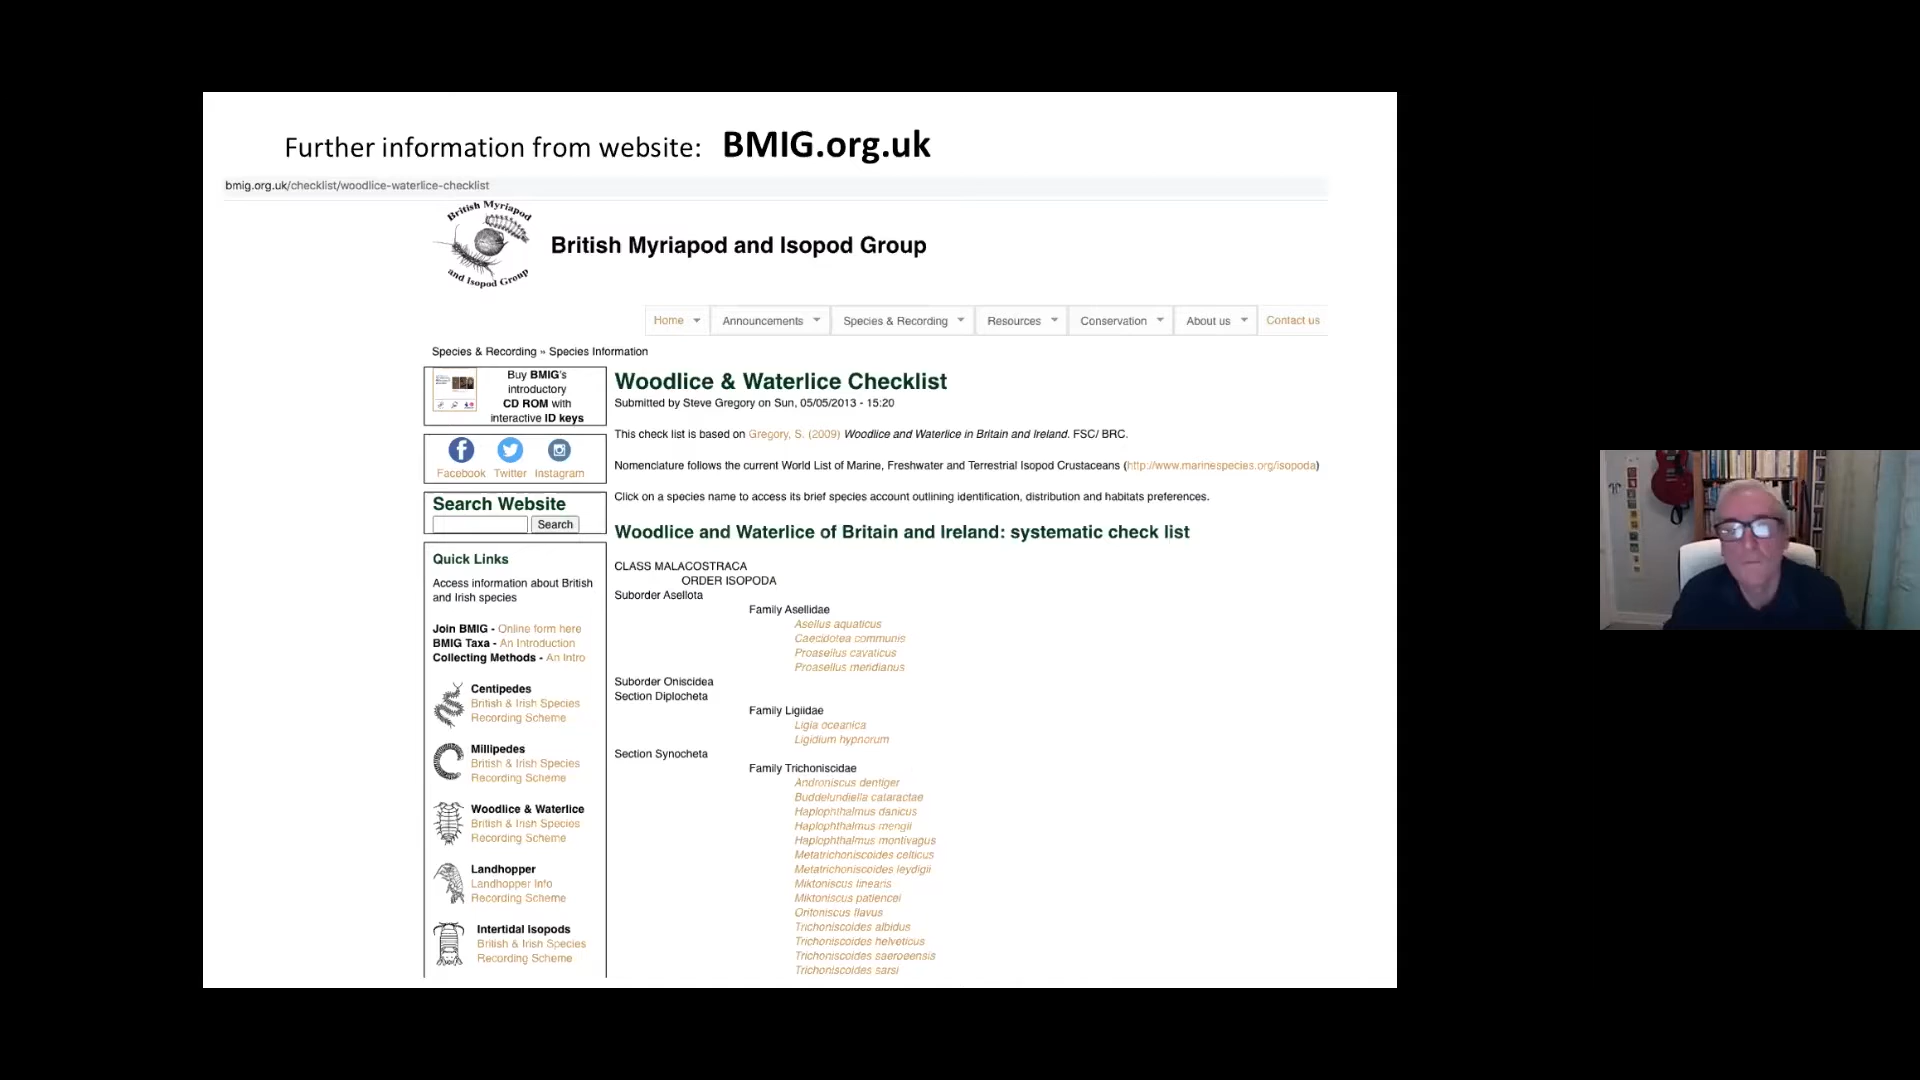 Further information from website: BMIG.org.uk
bmig.org.uk/checklist/woodlice-waterlice-checklist
British Myriapod
and Isopod Group
British Myriapod and Isopod Group
Home Announcements Species & Recording Resources Conservation About us Contact us
Species & Recording » Species Information
Buy BMIG's
introductory
CD ROM with
interactive ID keys
Facebook Twitter Instagram
Search Website
Search
Quick Links
Access information about British
and Irish species
Join BMIG - Online form here
BMIG Taxa - An Introduction
Collecting Methods - An Intro
Centipedes
British & Irish Species
Recording Scheme
Millipedes
British & Irish Species
Recording Scheme
Woodlice & Waterlice
British & Irish Species
Recording Scheme
Landhopper
Landhopper Info
Recording Scheme
Intertidal Isopods
British & Irish Species
Recording Scheme
Woodlice & Waterlice Checklist
Submitted by Steve Gregory on Sun, 05/05/2013 - 15:20
This check list is based on Gregory, S. (2009) Woodlice and Waterlice in Britain and Ireland. FSC/ BRC.
Nomenclature follows the current World List of Marine, Freshwater and Terrestrial Isopod Crustaceans (http://www.marinespecies.org/isopoda)
Click on a species name to access its brief species account outlining identification, distribution and habitats preferences.
Woodlice and Waterlice of Britain and Ireland: systematic check list
CLASS MALACOSTRACA
ORDER ISOPODA
Suborder Asellota
Family Asellidae
Asellus aquaticus
Caecidotea communis
Proasellus cavaticus
Proasellus meridianus
Suborder Oniscidea
Section Diplocheta
Family Ligiidae
Ligia oceanica
Ligidium hypnorum
Section Synocheta
Family Trichoniscidae
Androniscus dentiger
Buddelundiella cataractae
Haplophthalmus danicus
Haplophthalmus mengii
Haplophthalmus montivagus
Metatrichoniscoides celticus
Metatrichoniscoides leydigii
Miktoniscus linearis
Miktoniscus patiencei
Oritoniscus flavus
Trichoniscoides albidus
Trichoniscoides helveticus
Trichoniscoides saeroeensis
Trichoniscoides sarsi